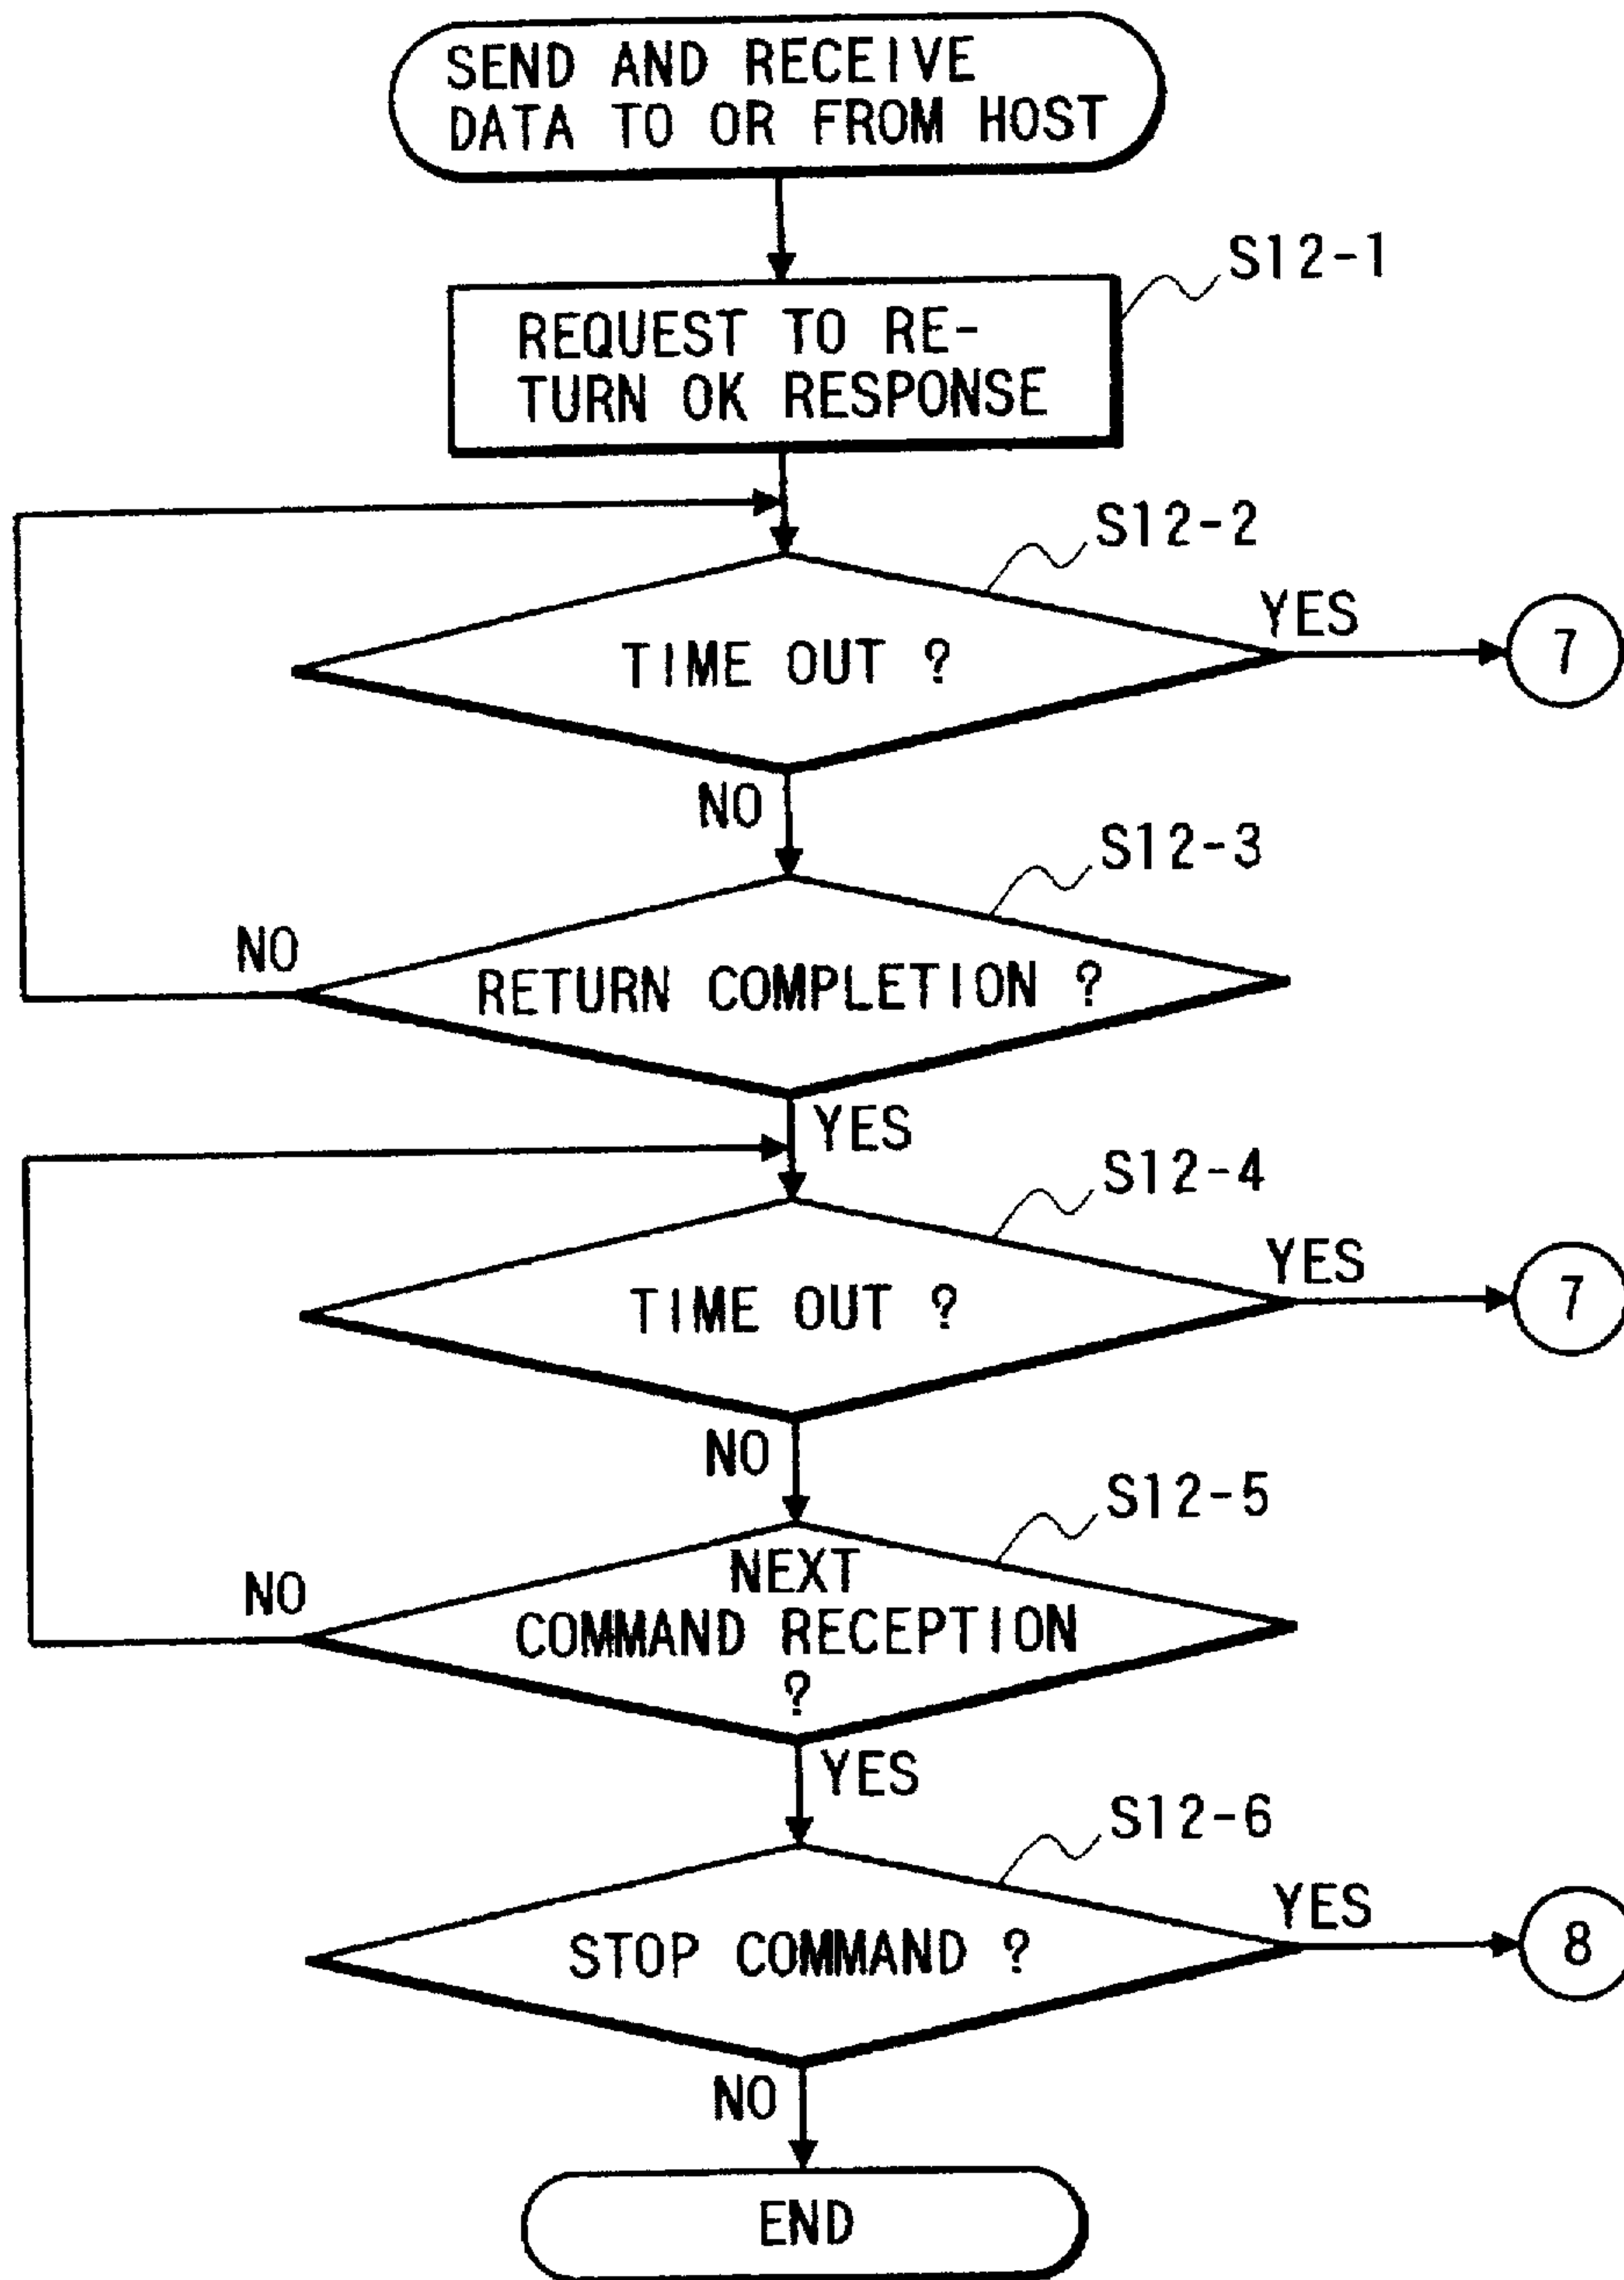 SEND AND RECEIVE
DATA TO OR FROM HOST
S12-1
REQUEST TO RE-
TURN OK RESPONSE
S12-2
TIME OUT ?
YES
7
NO
S12-3
RETURN COMPLETION ?
NO
YES
S12-4
TIME OUT ?
YES
7
NO
S12-5
NEXT
COMMAND RECEPTION
?
NO
YES
S12-6
STOP COMMAND ?
YES
8
NO
END